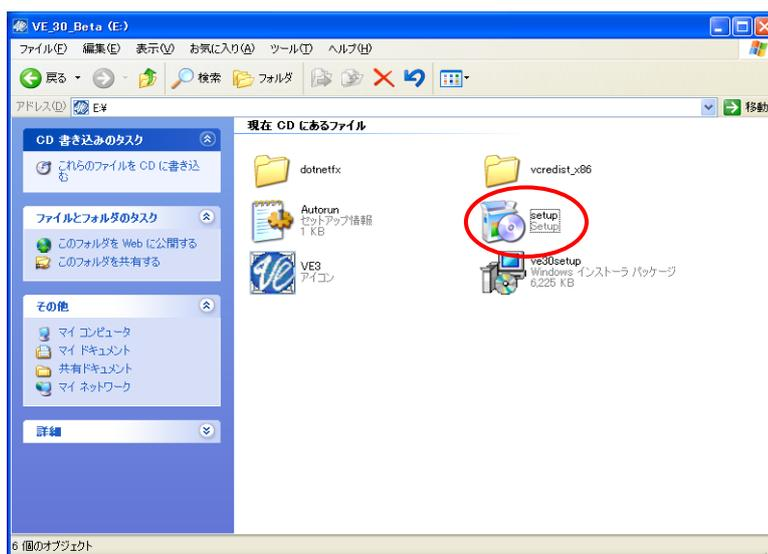 VE_30_Beta (E:)
ファイル(F) 編集(E) 表示(V) お気に入り(A) ツール(T) ヘルプ(H)
戻る 検索 フォルダ
アドレス(D) E:¥ 移動
CD 書き込みのタスク
これらのファイルを CD に書き込
む
ファイルとフォルダのタスク
このフォルダを Web に公開する
このフォルダを共有する
その他
マイ コンピュータ
マイ ドキュメント
共有ドキュメント
マイ ネットワーク
詳細
現在 CD にあるファイル
dotnetfx
vcredist_x86
Autorun
セットアップ情報
1 KB
setup
Setup
VE3
アイコン
ve30setup
Windows インストーラ パッケージ
6,225 KB
6 個のオブジェクト